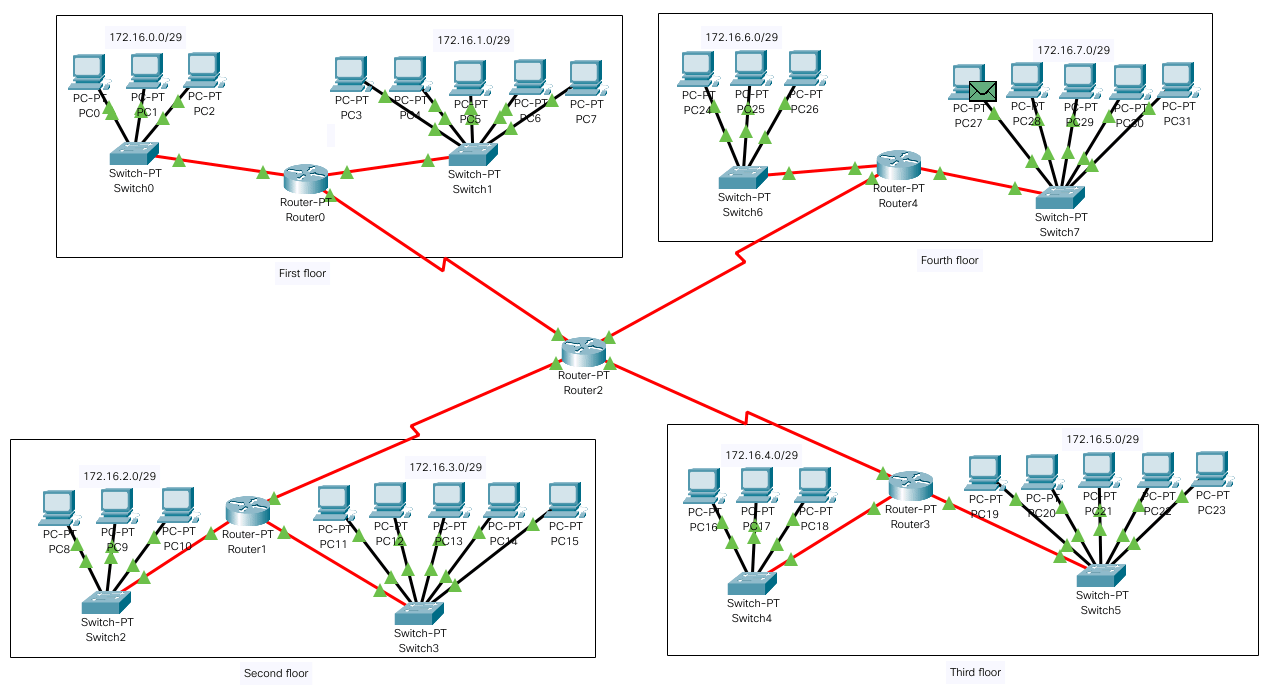 172.16.0.0/29
PC-PT
PC0
PC-PT
PC1
PC-PT
PC2
Switch-PT
Switch0
172.16.1.0/29
PC-PT
PC3
PC-PT
PC4
PC-PT
PC5
PC-PT
PC6
PC-PT
PC7
Switch-PT
Switch1
Router-PT
Router0
First floor
172.16.6.0/29
PC-PT
PC24
PC-PT
PC25
PC-PT
PC26
Switch-PT
Switch6
172.16.7.0/29
PC-PT
PC27
PC-PT
PC28
PC-PT
PC29
PC-PT
PC30
PC-PT
PC31
Router-PT
Router4
Switch-PT
Switch7
Fourth floor
Router-PT
Router2
172.16.2.0/29
PC-PT
PC8
PC-PT
PC9
PC-PT
PC10
Switch-PT
Switch2
Router-PT
Router1
172.16.3.0/29
PC-PT
PC11
PC-PT
PC12
PC-PT
PC13
PC-PT
PC14
PC-PT
PC15
Switch-PT
Switch3
Second floor
172.16.4.0/29
PC-PT
PC16
PC-PT
PC17
PC-PT
PC18
Switch-PT
Switch4
Router-PT
Router3
172.16.5.0/29
PC-PT
PC19
PC-PT
PC20
PC-PT
PC21
PC-PT
PC22
PC-PT
PC23
Switch-PT
Switch5
Third floor